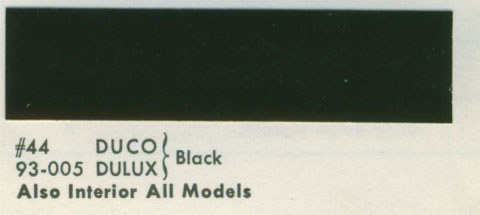 #44 DUCO
93-005 DULUX } Black
Also Interior All Models